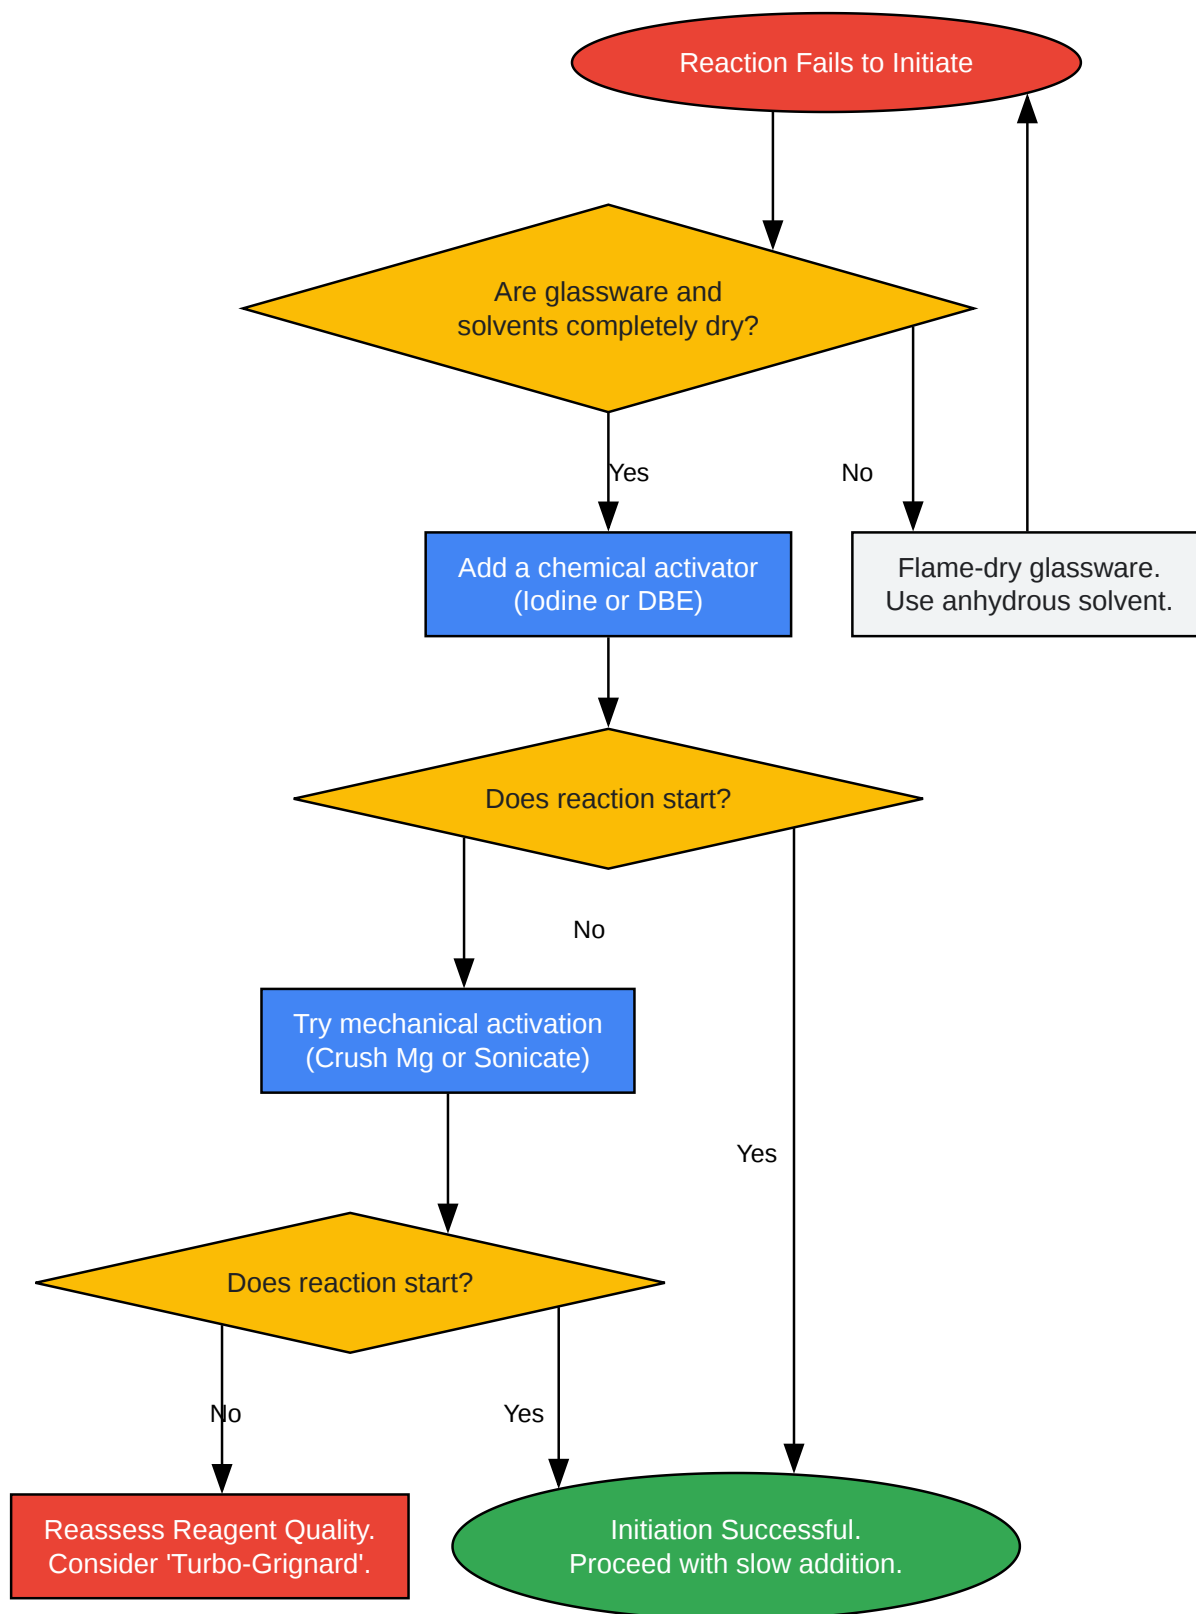 Reaction Fails to Initiate
Are glassware and
solvents completely dry?
Yes
No
Add a chemical activator
(Iodine or DBE)
Flame-dry glassware.
Use anhydrous solvent.
Does reaction start?
No
Try mechanical activation
(Crush Mg or Sonicate)
Yes
Does reaction start?
No
Yes
Reassess Reagent Quality.
Consider 'Turbo-Grignard'.
Initiation Successful.
Proceed with slow addition.